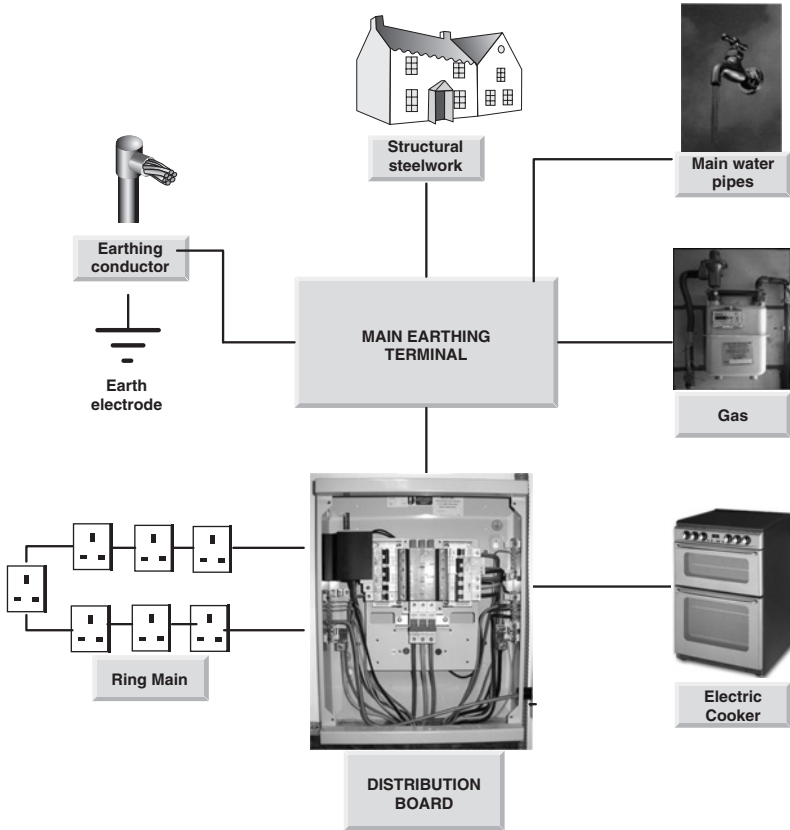 Structural
steelwork
Main water
pipes
Earthing
conductor
MAIN EARTHING
TERMINAL
Earth
electrode
Gas
Ring Main
Electric
Cooker
DISTRIBUTION
BOARD